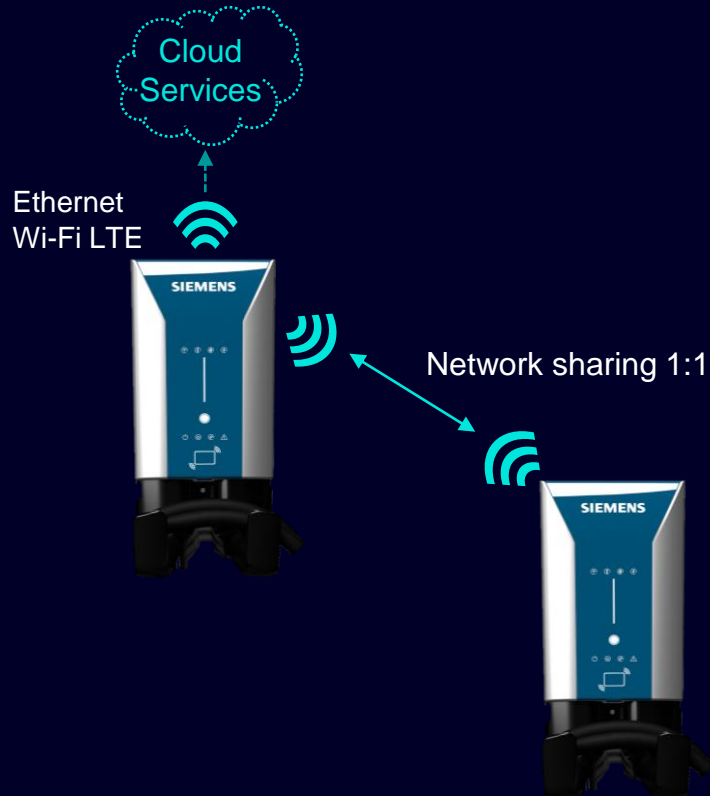 Cloud
Services
Ethernet
Wi-Fi LTE
SIEMENS
Network sharing 1:1
SIEMENS